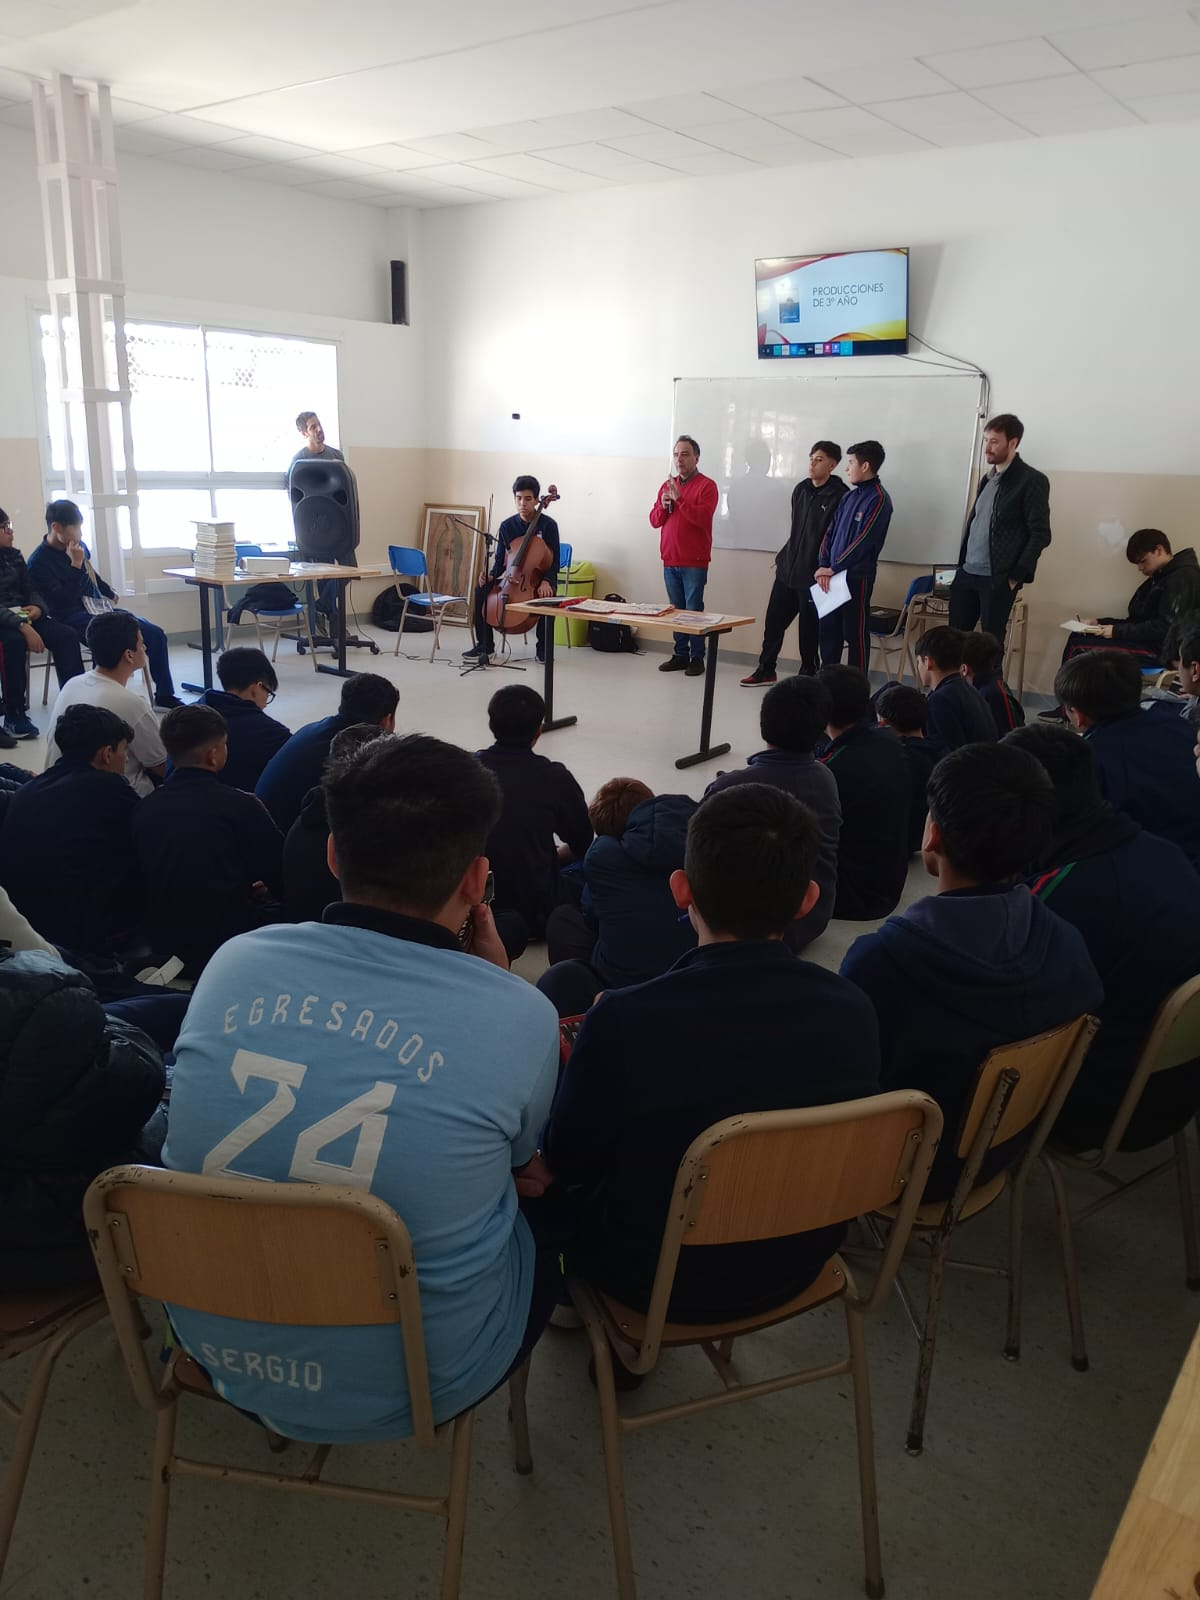 PRODUCCIONES
DE 3º AÑO
EGRESADOS
24
SERGIO